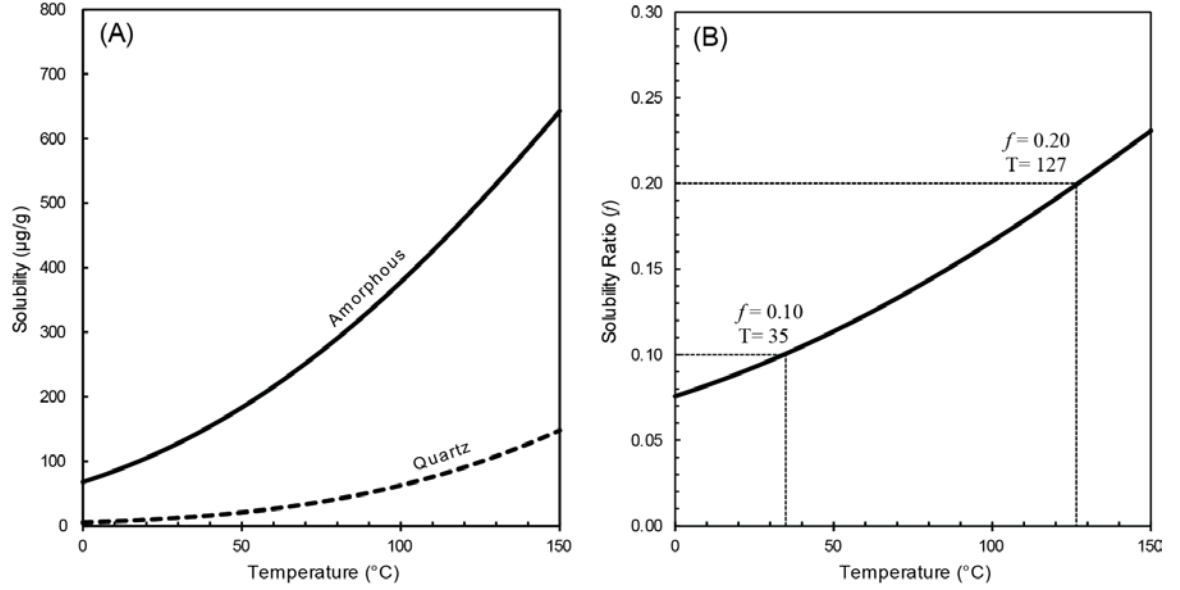 (A)
800
700
600
500
400
300
200
100
0
Solubility (µg/g)
Amorphous
Quartz
0
50
100
150
Temperature (°C)
(B)
0.30
0.25
0.20
0.15
0.10
0.05
0.00
Solubility Ratio (f)
f = 0.20
T= 127
f = 0.10
T= 35
0
50
100
150
Temperature (°C)